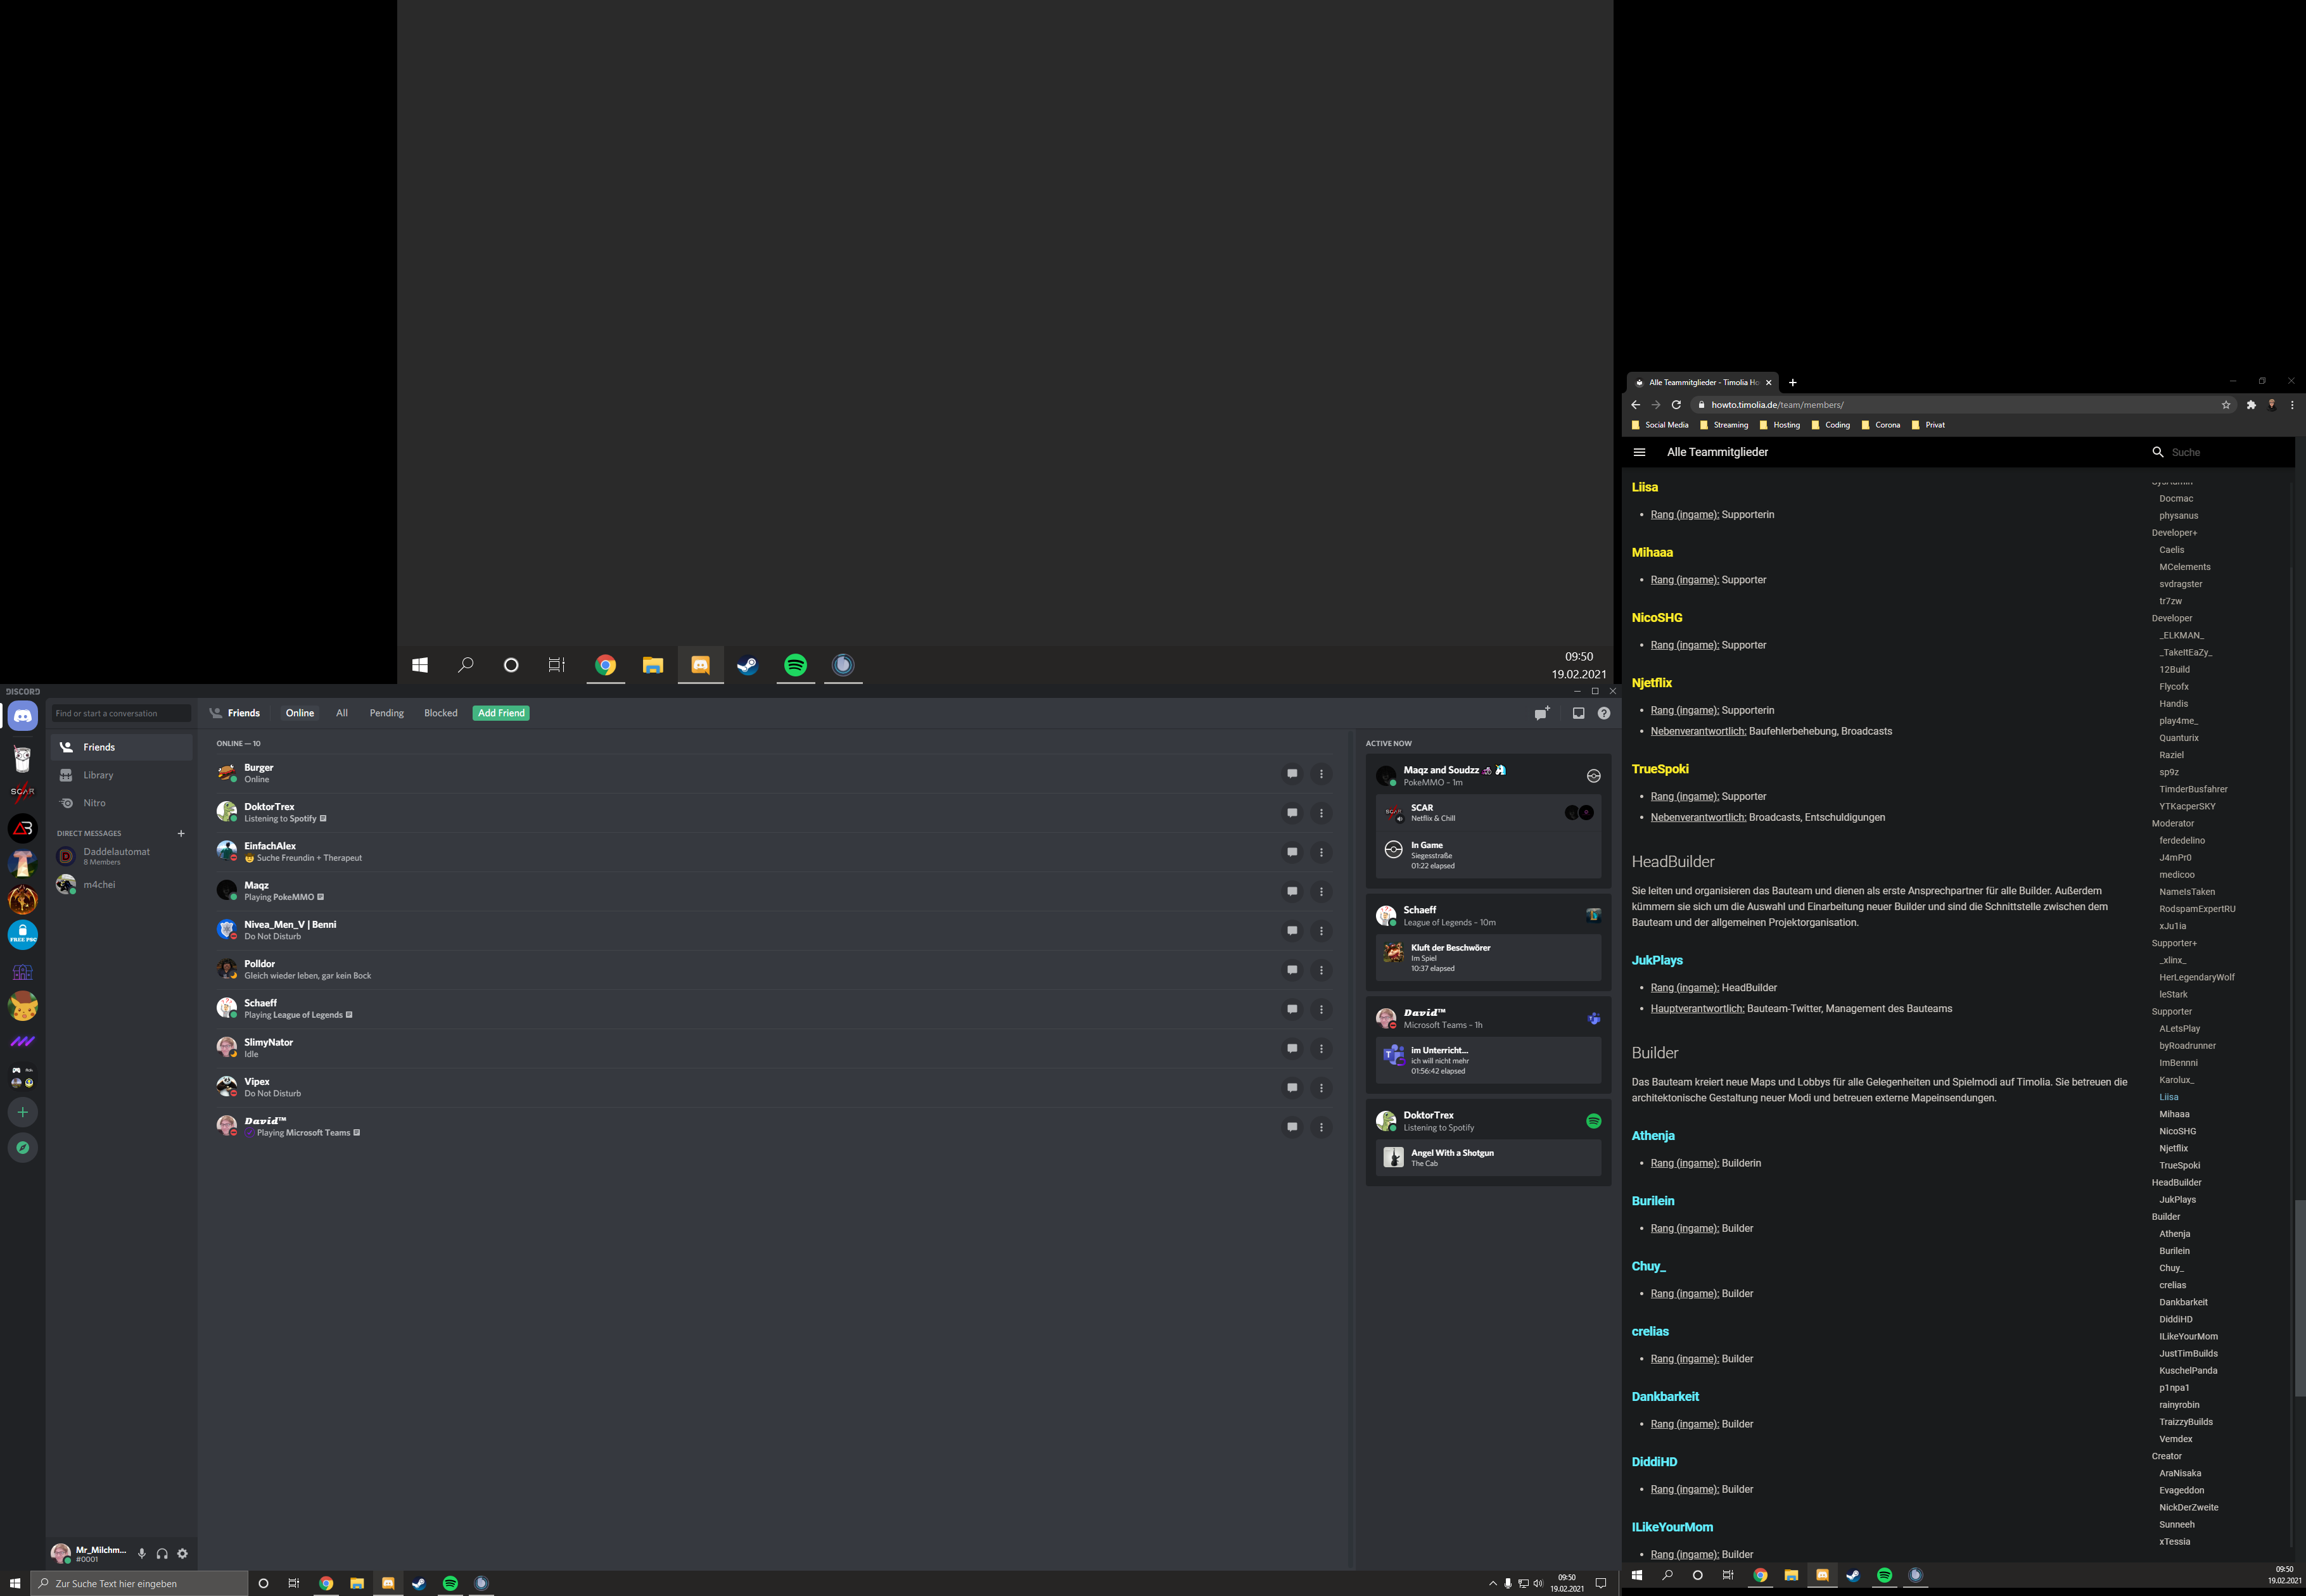 09:50
19.02.2021
DISCORD
Find or start a conversation
Friends
Library
Nitro
DIRECT MESSAGES
Daddelautomat
8 Members
m4chei
SCAR
FREE PSC
Mr_Milchm...
#0001
Friends
Online
All
Pending
Blocked
Add Friend
ONLINE — 10
Burger
Online
DoktorTrex
Listening to Spotify
EinfachAlex
Suche Freundin + Therapeut
Maqz
Playing PokeMMO
Nivea_Men_V | Benni
Do Not Disturb
Polldor
Gleich wieder leben, gar kein Bock
Schaeff
Playing League of Legends
SlimyNator
Idle
Vipex
Do Not Disturb
David™
Playing Microsoft Teams
ACTIVE NOW
Maqz and Soudzz
PokeMMO – 1m
SCAR
Netflix & Chill
In Game
Siegesstraße
01:22 elapsed
Schaeff
League of Legends – 10m
Kluft der Beschwörer
Im Spiel
10:37 elapsed
David™
Microsoft Teams – 1h
im Unterricht...
ich will nicht mehr
01:56:42 elapsed
DoktorTrex
Listening to Spotify
Angel With a Shotgun
The Cab
Zur Suche Text hier eingeben
09:50
19.02.2021
Alle Teammitglieder - Timolia Ho
howto.timolia.de/team/members/
Social Media
Streaming
Hosting
Coding
Corona
Privat
Alle Teammitglieder
Suche
Liisa
Rang (ingame): Supporterin
Mihaaa
Rang (ingame): Supporter
NicoSHG
Rang (ingame): Supporter
Njetflix
Rang (ingame): Supporterin
Nebenverantwortlich: Baufehlerbehebung, Broadcasts
TrueSpoki
Rang (ingame): Supporter
Nebenverantwortlich: Broadcasts, Entschuldigungen
HeadBuilder
Sie leiten und organisieren das Bauteam und dienen als erste Ansprechpartner für alle Builder. Außerdem
kümmern sie sich um die Auswahl und Einarbeitung neuer Builder und sind die Schnittstelle zwischen dem
Bauteam und der allgemeinen Projektorganisation.
JukPlays
Rang (ingame): HeadBuilder
Hauptverantwortlich: Bauteam-Twitter, Management des Bauteams
Builder
Das Bauteam kreiert neue Maps und Lobbys für alle Gelegenheiten und Spielmodi auf Timolia. Sie betreuen die
architektonische Gestaltung neuer Modi und betreuen externe Mapeinsendungen.
Athenja
Rang (ingame): Builderin
Burilein
Rang (ingame): Builder
Chuy_
Rang (ingame): Builder
crelias
Rang (ingame): Builder
Dankbarkeit
Rang (ingame): Builder
DiddiHD
Rang (ingame): Builder
ILikeYourMom
Rang (ingame): Builder
SysAdmin
Docmac
physanus
Developer+
Caelis
MCelements
svdragster
tr7zw
Developer
_ELKMAN_
_TakeItEaZy_
12Build
Flycofx
Handis
play4me_
Quanturix
Raziel
sp9z
TimderBusfahrer
YTKacperSKY
Moderator
ferdedelino
J4mPr0
medicoo
NameIsTaken
RodspamExpertRU
xJu1ia
Supporter+
_xlinx_
HerLegendaryWolf
leStark
Supporter
ALetsPlay
byRoadrunner
ImBennni
Karolux_
Liisa
Mihaaa
NicoSHG
Njetflix
TrueSpoki
HeadBuilder
JukPlays
Builder
Athenja
Burilein
Chuy_
crelias
Dankbarkeit
DiddiHD
ILikeYourMom
JustTimBuilds
KuschelPanda
p1npa1
rainyrobin
TraizzyBuilds
Vemdex
Creator
AraNisaka
Evageddon
NickDerZweite
Sunneeh
xTessia
09:50
19.02.2021